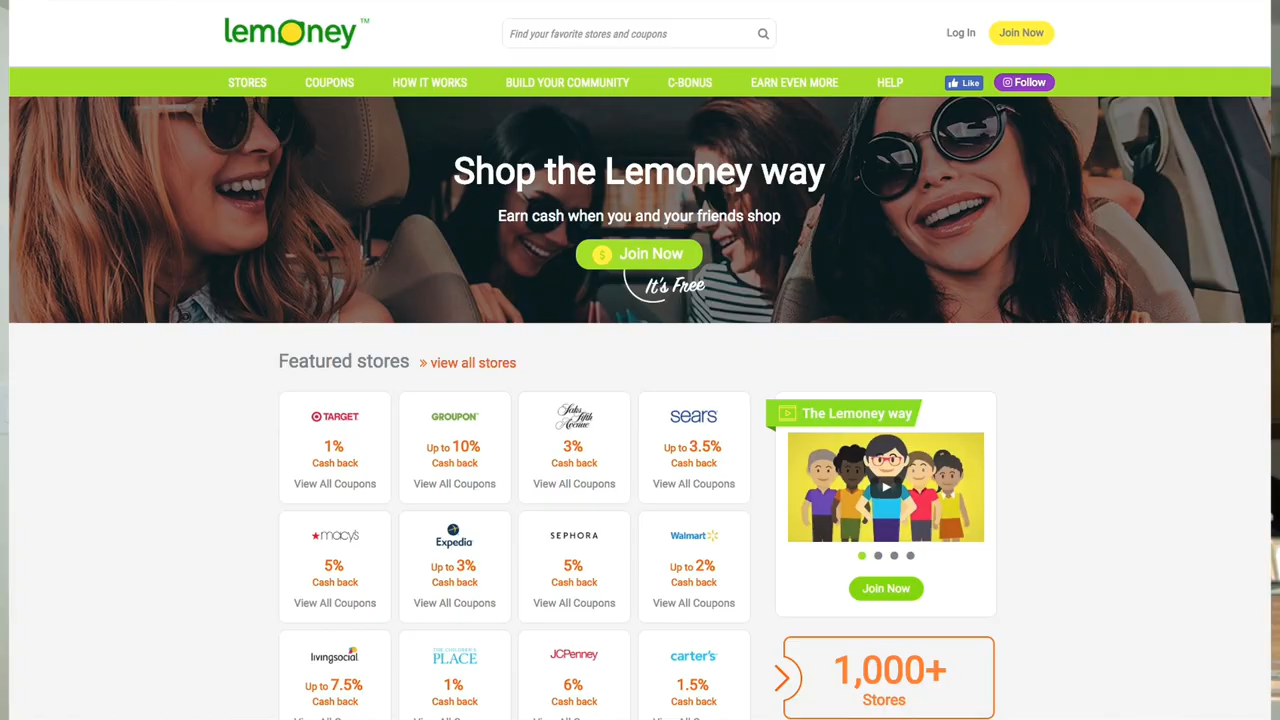 lemoney™
Find your favorite stores and coupons
Log In
Join Now
STORES
COUPONS
HOW IT WORKS
BUILD YOUR COMMUNITY
C-BONUS
EARN EVEN MORE
HELP
Like
Follow
Shop the Lemoney way
Earn cash when you and your friends shop
$ Join Now
It's Free
Featured stores
» view all stores
TARGET
1%
Cash back
View All Coupons
GROUPON
Up to 10%
Cash back
View All Coupons
Saks
Fifth
Avenue
3%
Cash back
View All Coupons
sears
Up to 3.5%
Cash back
View All Coupons
The Lemoney way
Join Now
macy's
5%
Cash back
View All Coupons
Expedia
Up to 3%
Cash back
View All Coupons
SEPHORA
5%
Cash back
View All Coupons
Walmart
Up to 2%
Cash back
View All Coupons
livingsocial
Up to 7.5%
Cash back
THE CHILDREN'S
PLACE
1%
Cash back
JCPenney
6%
Cash back
carter's
1.5%
Cash back
1,000+
Stores